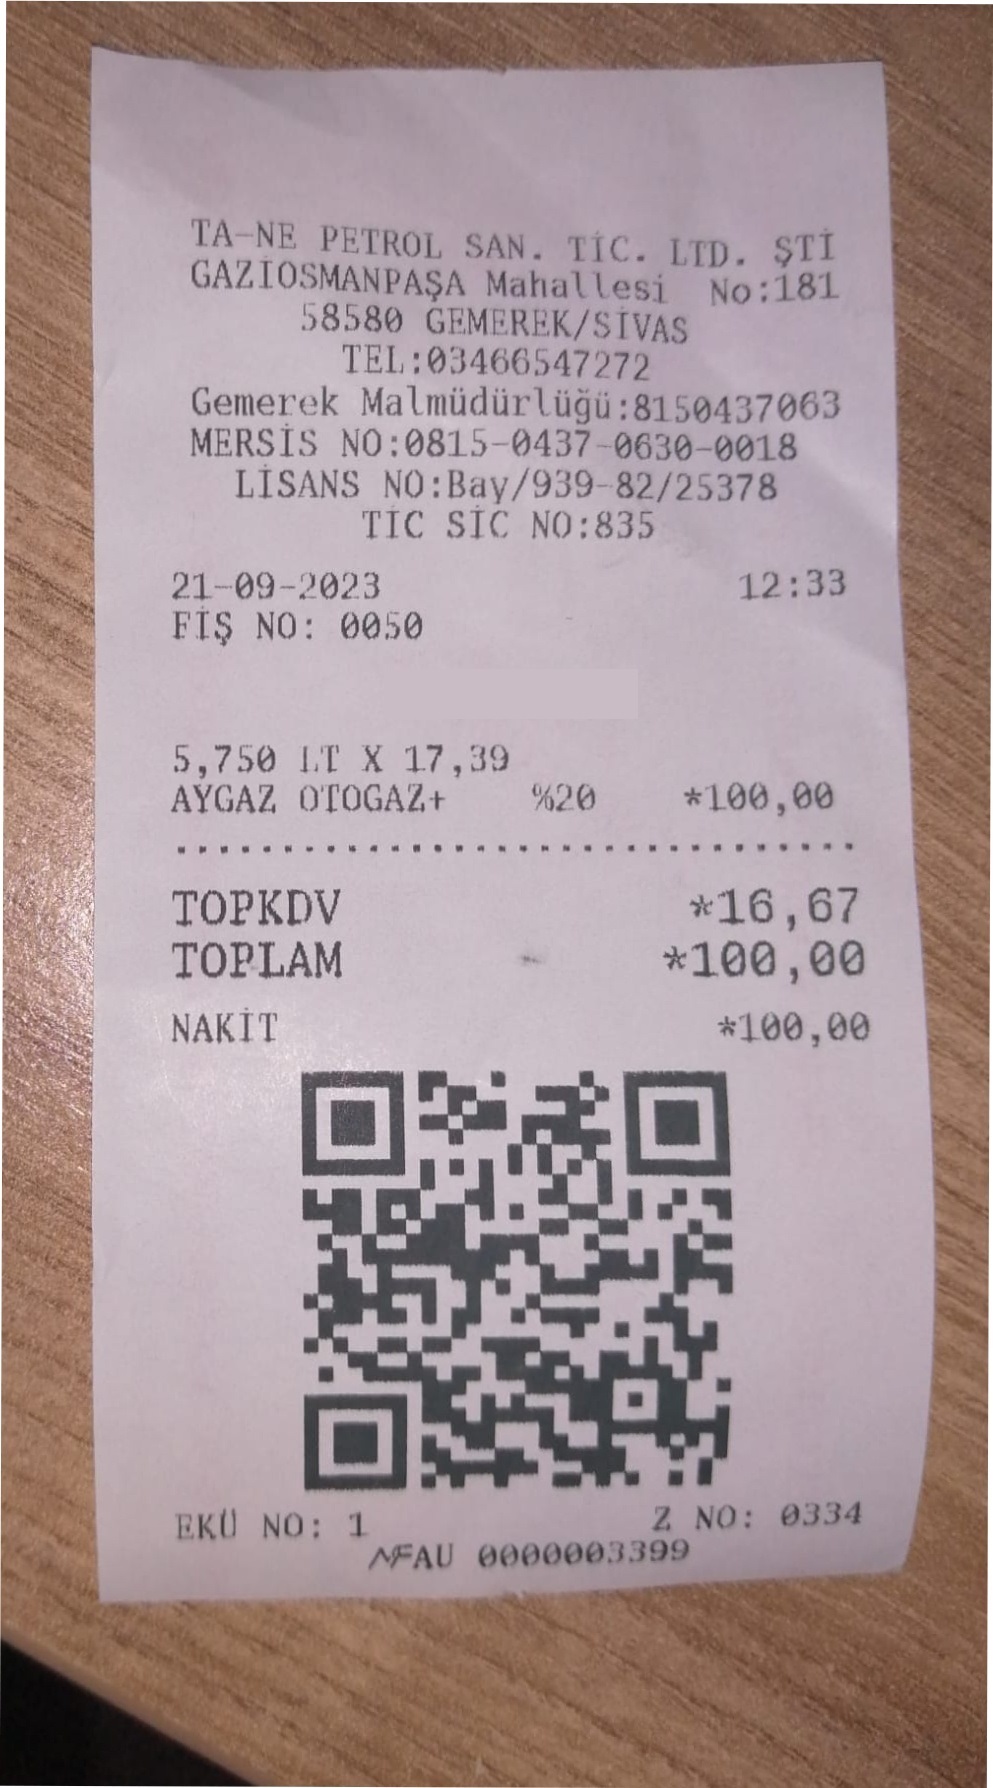 TA-NE PETROL SAN. TİC. LTD. ŞTİ
GAZİOSMANPAŞA Mahallesi No:181
58580 GEMEREK/SİVAS
TEL:03466547272
Gemerek Malmüdürlüğü:8150437063
MERSİS NO:0815-0437-0630-0018
LİSANS NO:Bay/939-82/25378
TİC SİC NO:835
21-09-2023 12:33
FİŞ NO: 0050
5,750 LT X 17,39
AYGAZ OTOGAZ+ %20 *100,00
TOPKDV *16,67
TOPLAM *100,00
NAKİT *100,00
EKÜ NO: 1 Z NO: 0334
MF AU 0000003399